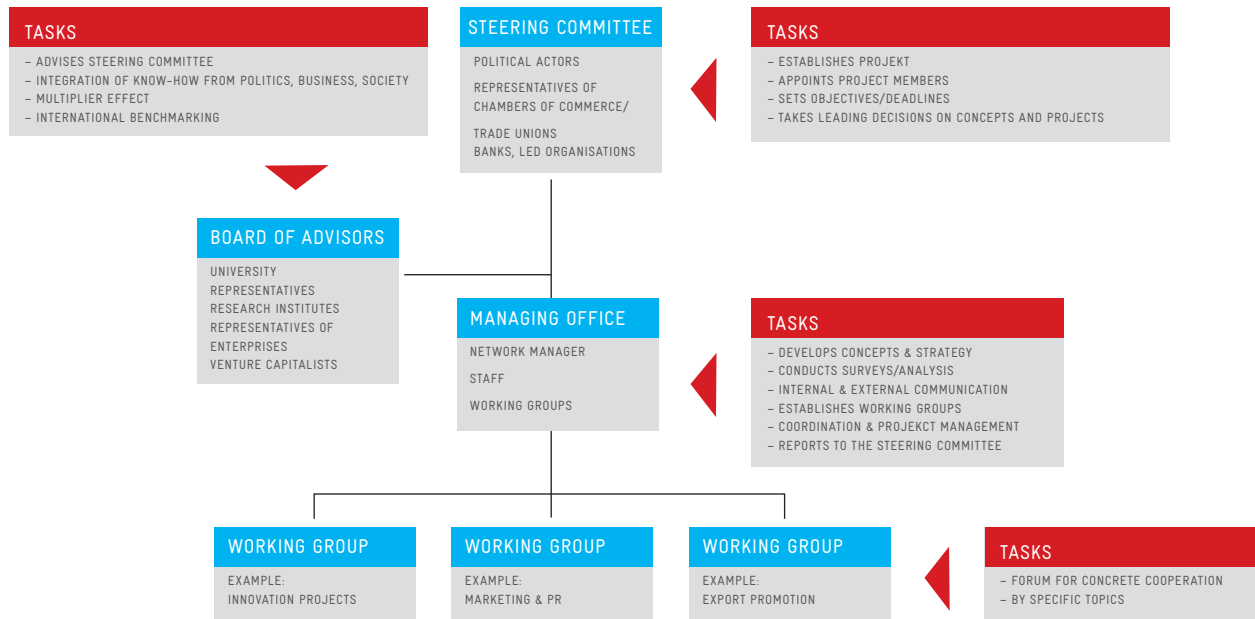 TASKS
– ADVISES STEERING COMMITTEE
– INTEGRATION OF KNOW-HOW FROM POLITICS, BUSINESS, SOCIETY
– MULTIPLIER EFFECT
– INTERNATIONAL BENCHMARKING
STEERING COMMITTEE
POLITICAL ACTORS
REPRESENTATIVES OF
CHAMBERS OF COMMERCE/
TRADE UNIONS
BANKS, LED ORGANISATIONS
TASKS
– ESTABLISHES PROJEKT
– APPOINTS PROJECT MEMBERS
– SETS OBJECTIVES/DEADLINES
– TAKES LEADING DECISIONS ON CONCEPTS AND PROJECTS
BOARD OF ADVISORS
UNIVERSITY
REPRESENTATIVES
RESEARCH INSTITUTES
REPRESENTATIVES OF
ENTERPRISES
VENTURE CAPITALISTS
MANAGING OFFICE
NETWORK MANAGER
STAFF
WORKING GROUPS
TASKS
– DEVELOPS CONCEPTS & STRATEGY
– CONDUCTS SURVEYS/ANALYSIS
– INTERNAL & EXTERNAL COMMUNICATION
– ESTABLISHES WORKING GROUPS
– COORDINATION & PROJEKCT MANAGEMENT
– REPORTS TO THE STEERING COMMITTEE
WORKING GROUP
EXAMPLE:
INNOVATION PROJECTS
WORKING GROUP
EXAMPLE:
MARKETING & PR
WORKING GROUP
EXAMPLE:
EXPORT PROMOTION
TASKS
– FORUM FOR CONCRETE COOPERATION
– BY SPECIFIC TOPICS